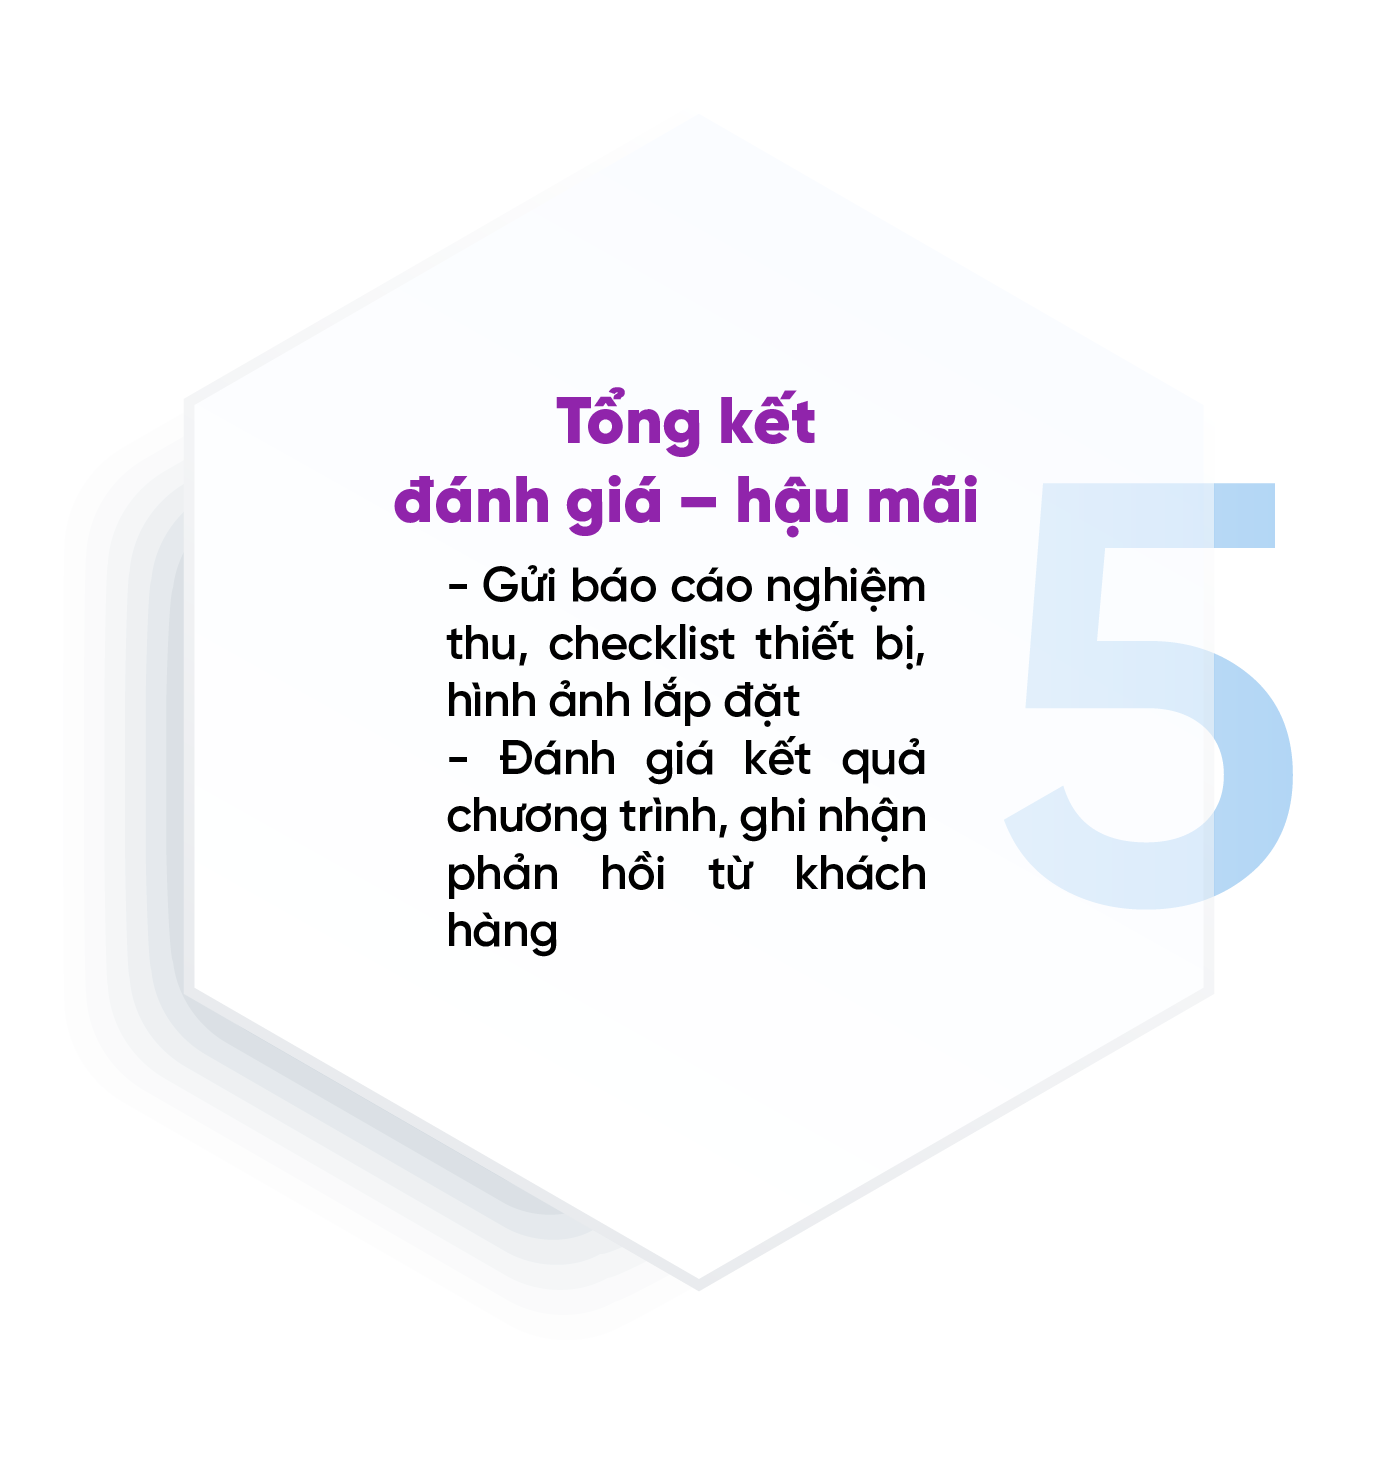 Tổng kết
đánh giá – hậu mãi
- Gửi báo cáo nghiệm
thu, checklist thiết bị,
hình ảnh lắp đặt
- Đánh giá kết quả
chương trình, ghi nhận
phản hồi từ khách
hàng
5